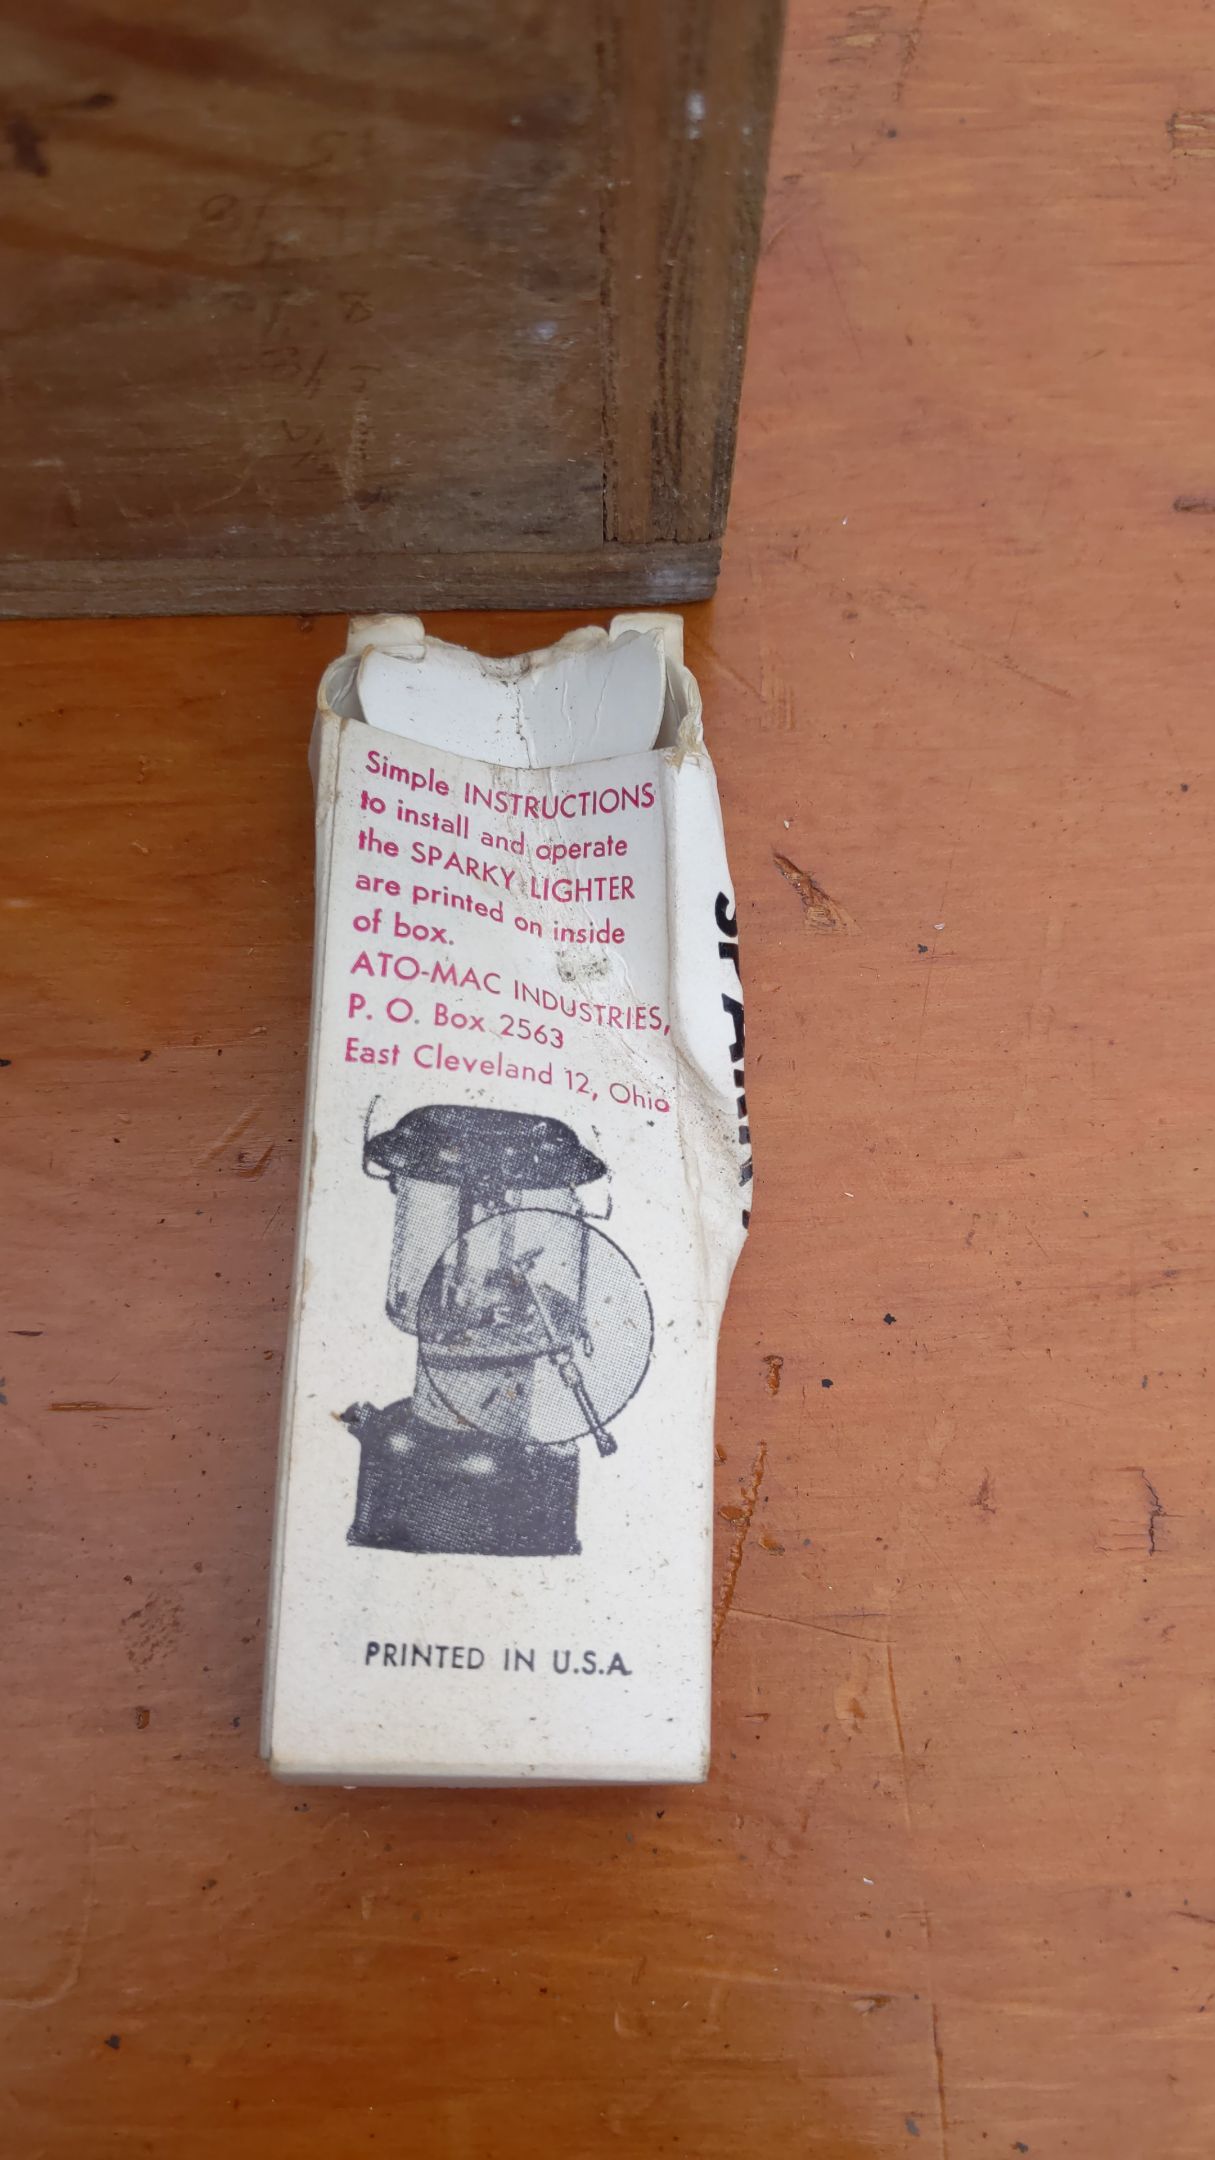 Simple INSTRUCTIONS
to install and operate
the SPARKY LIGHTER
are printed on inside
of box.
ATO-MAC INDUSTRIES,
P. O. Box 2563
East Cleveland 12, Ohio
PRINTED IN U.S.A.